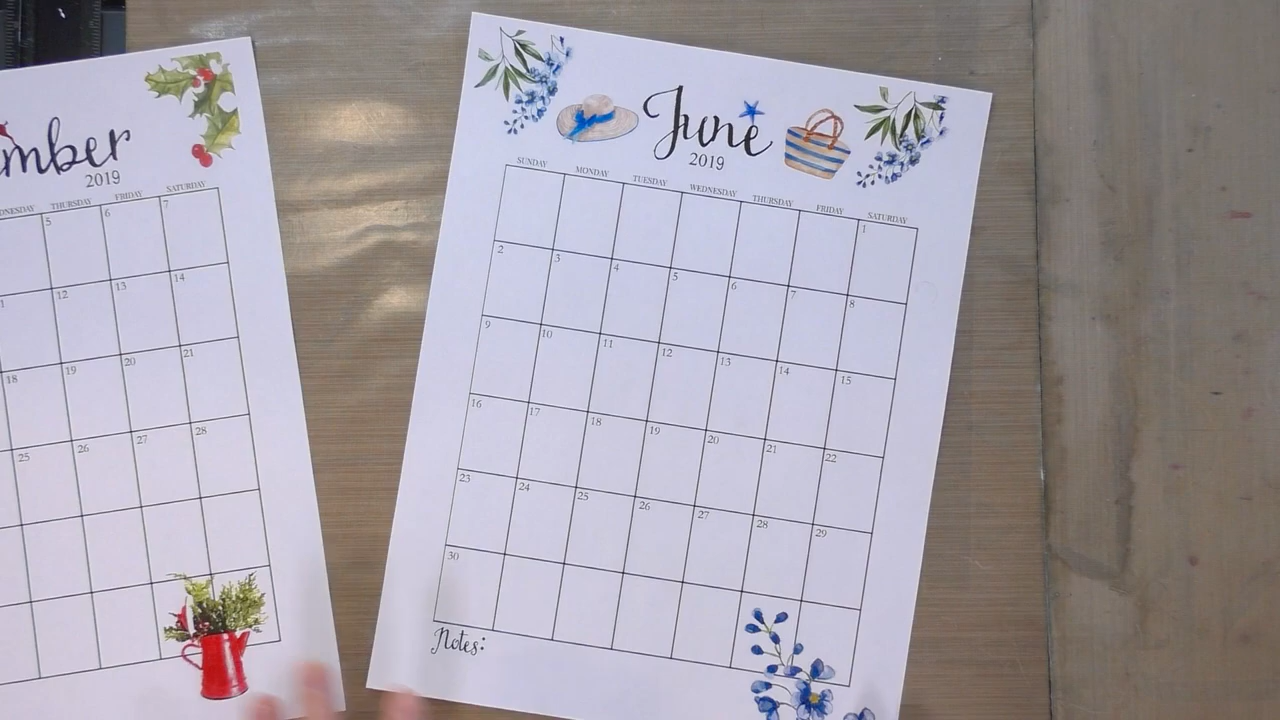 mber
2019
THURSDAY FRIDAY SATURDAY
5 6 7
12 13 14
18 19 20 21
25 26 27 28
June
2019
SUNDAY MONDAY TUESDAY WEDNESDAY THURSDAY FRIDAY SATURDAY
1
2 3 4 5 6 7 8
9 10 11 12 13 14 15
16 17 18 19 20 21 22
23 24 25 26 27 28 29
30
Notes: